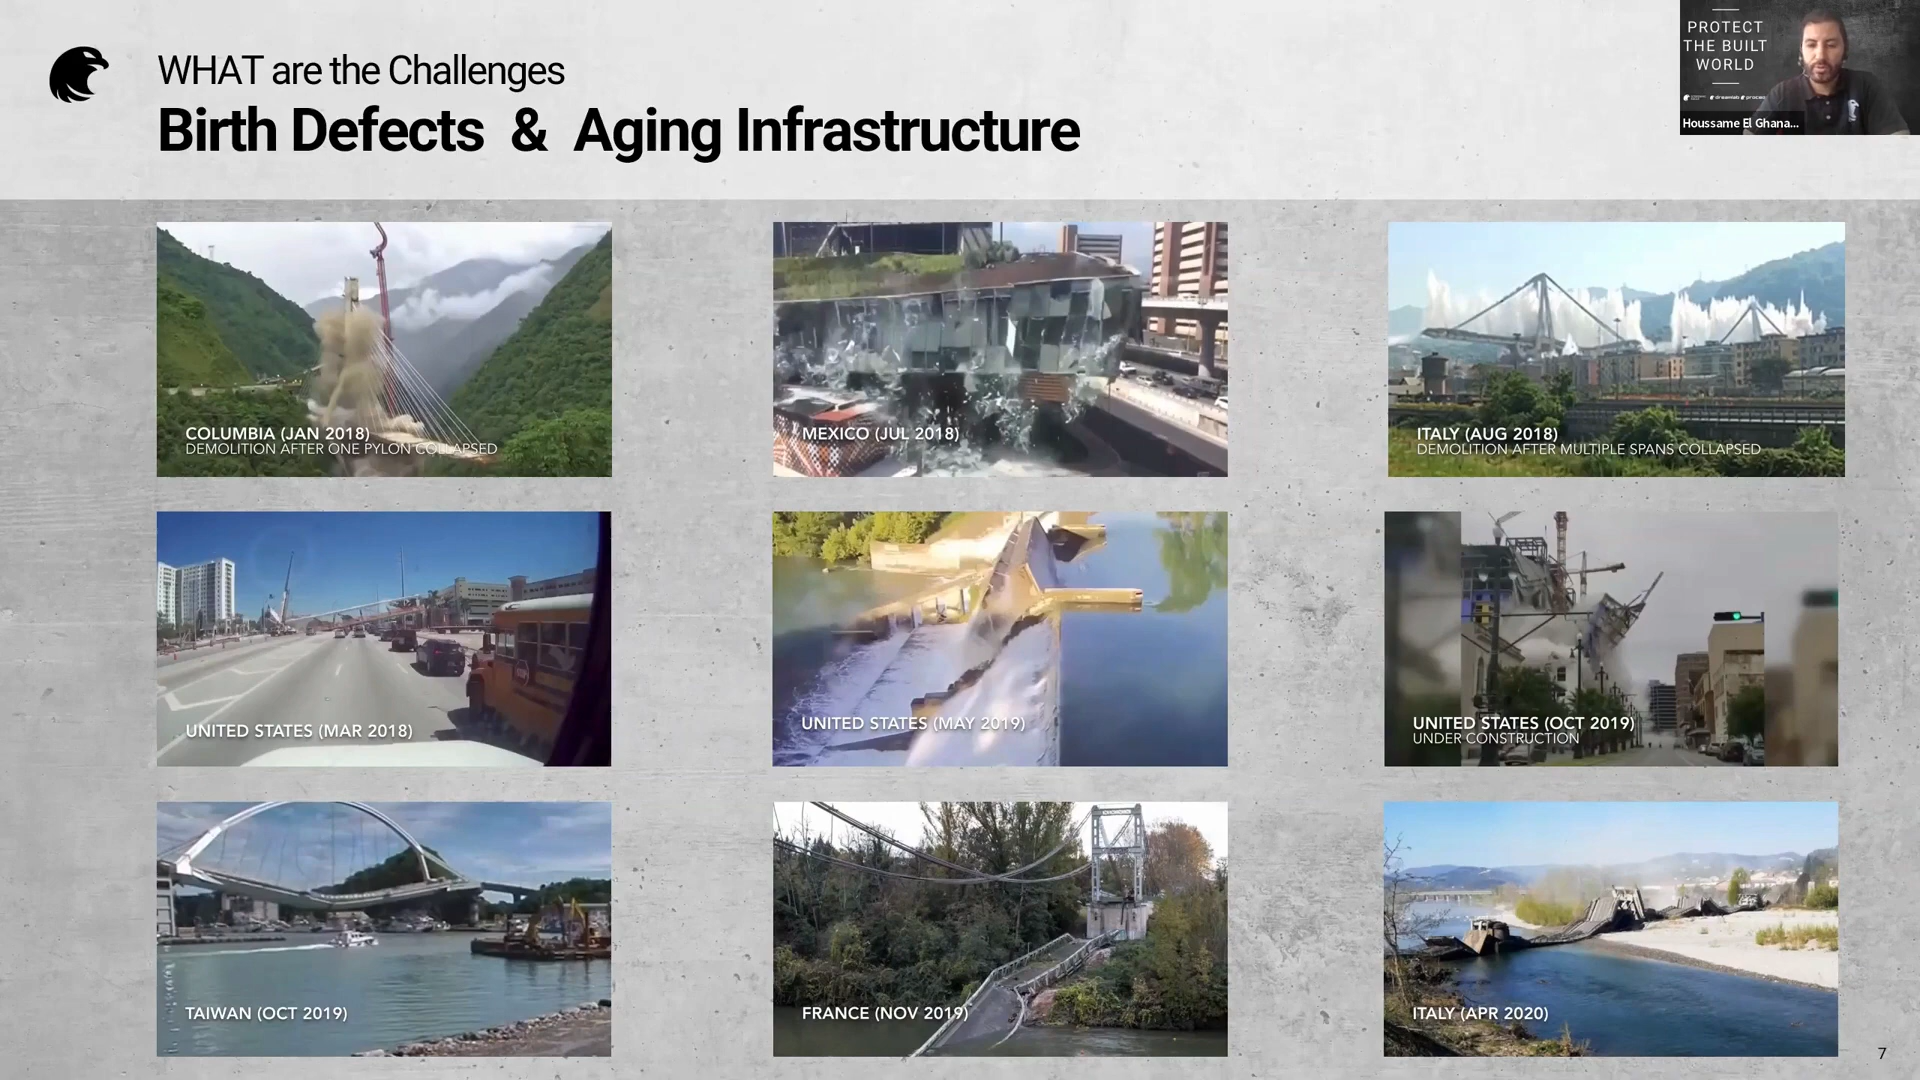 WHAT are the Challenges
Birth Defects & Aging Infrastructure
PROTECT
THE BUILT
WORLD
Houssame El Ghana...
COLUMBIA (JAN 2018)
DEMOLITION AFTER ONE PYLON COLLAPSED
MEXICO (JUL 2018)
ITALY (AUG 2018)
DEMOLITION AFTER MULTIPLE SPANS COLLAPSED
UNITED STATES (MAR 2018)
UNITED STATES (MAY 2019)
UNITED STATES (OCT 2019)
UNDER CONSTRUCTION
TAIWAN (OCT 2019)
FRANCE (NOV 2019)
ITALY (APR 2020)
7